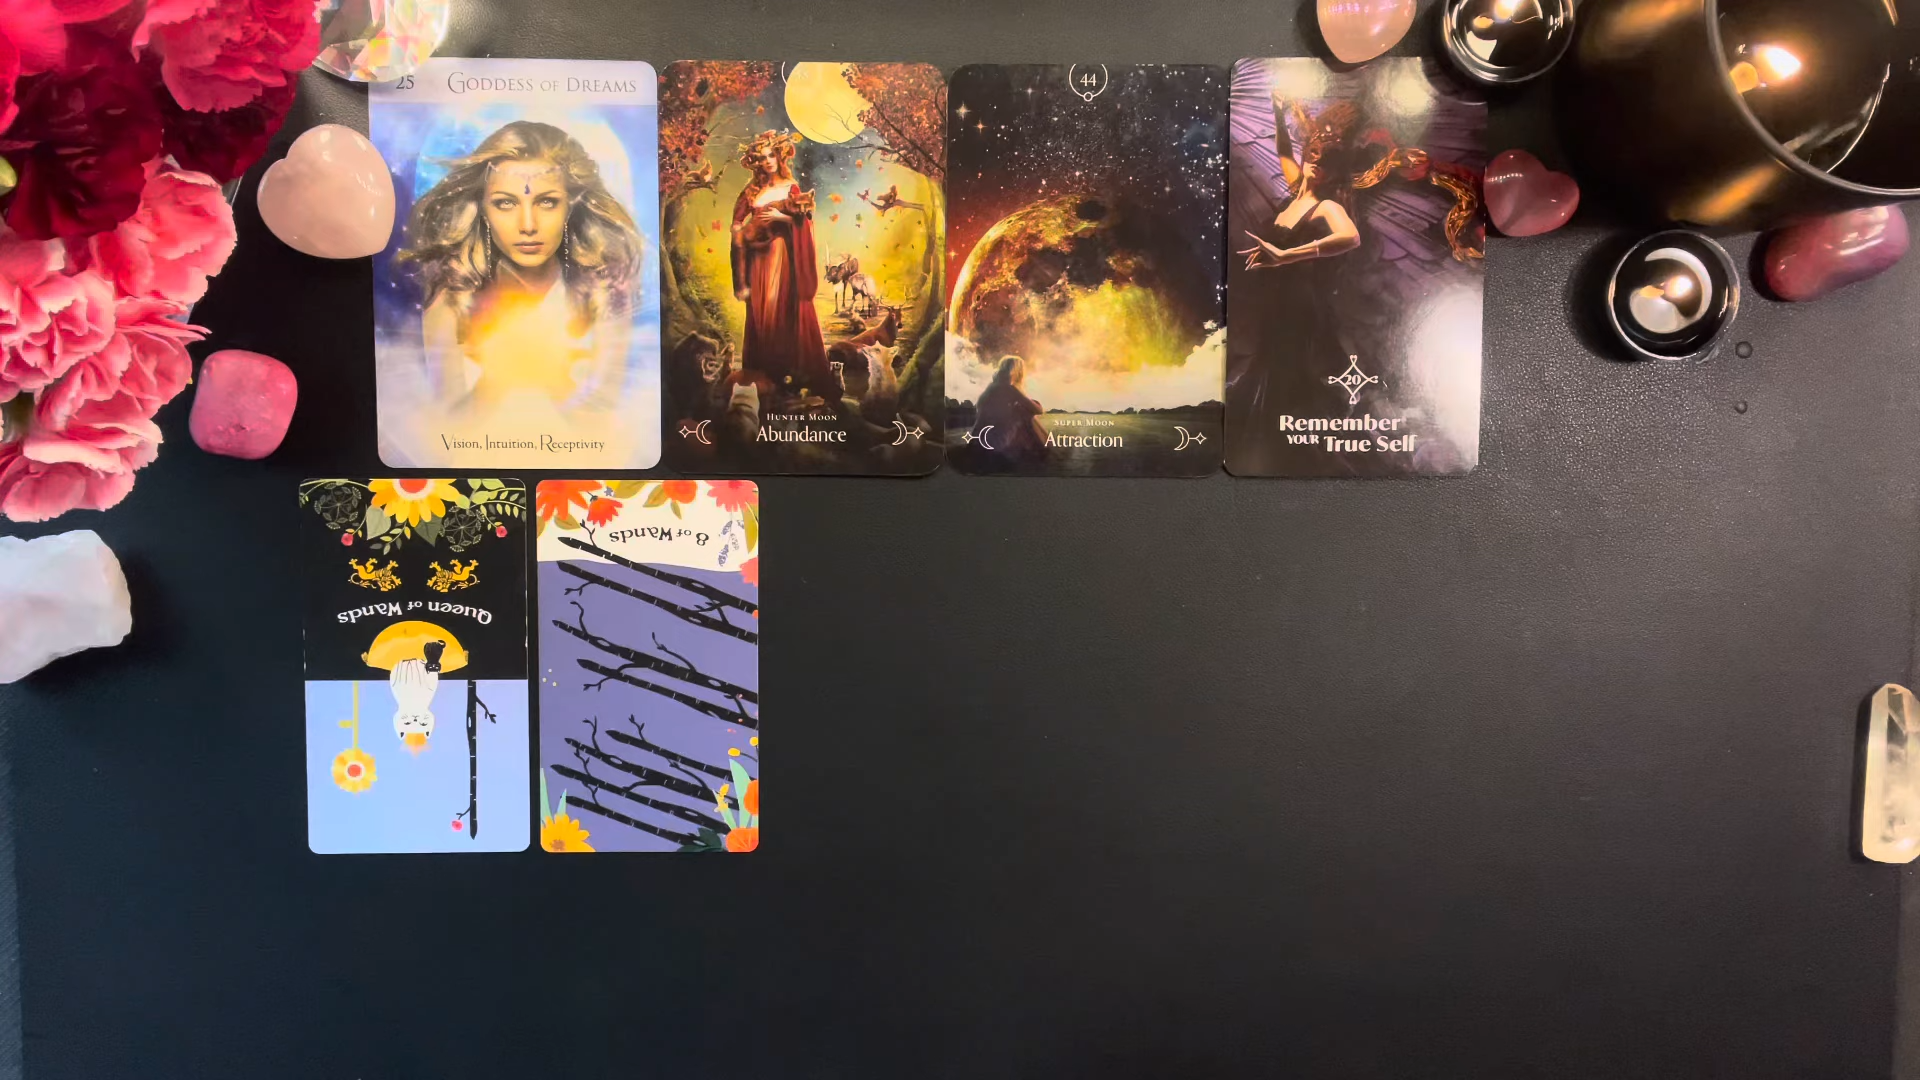 25 GODDESS OF DREAMS
Vision, Intuition, Receptivity
HUNTER MOON
Abundance
44
SUPER MOON
Attraction
20
Remember
YOUR True Self
Queen of Wands
8 of Wands